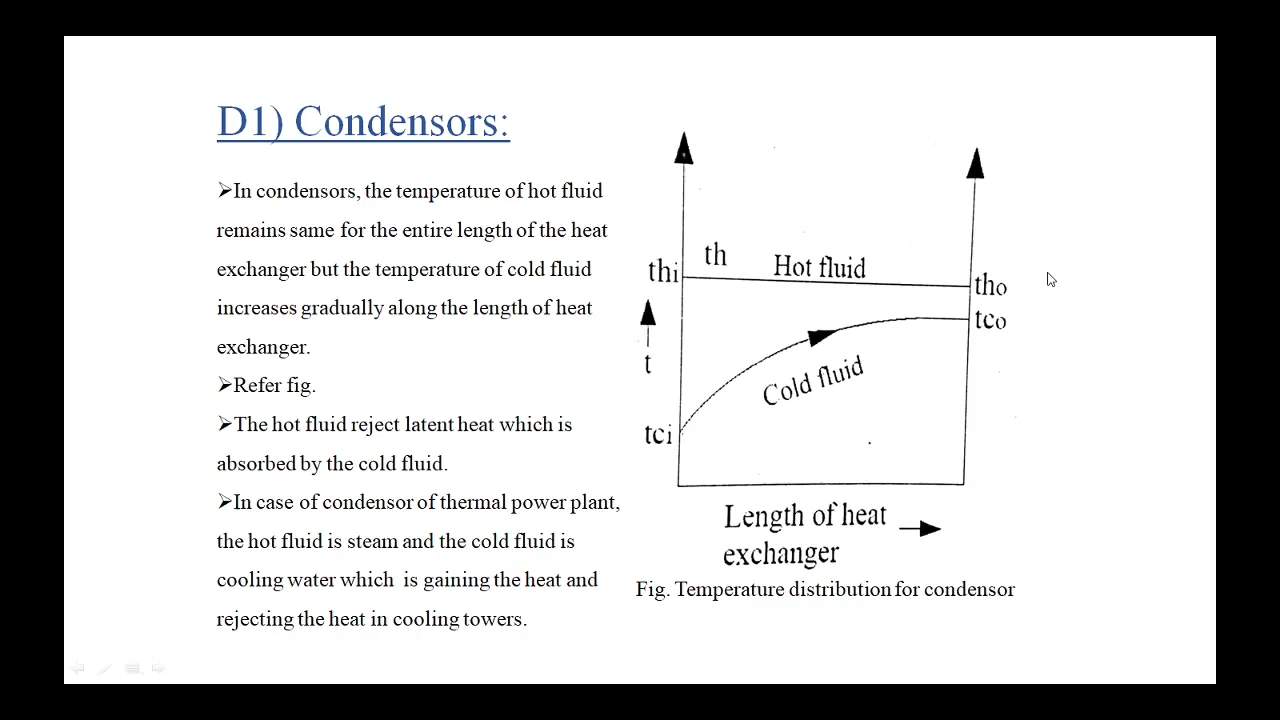 D1) Condensors:
➢In condensors, the temperature of hot fluid
remains same for the entire length of the heat
exchanger but the temperature of cold fluid
increases gradually along the length of heat
exchanger.
➢Refer fig.
➢The hot fluid reject latent heat which is
absorbed by the cold fluid.
➢In case of condensor of thermal power plant,
the hot fluid is steam and the cold fluid is
cooling water which is gaining the heat and
rejecting the heat in cooling towers.
thi
th
Hot fluid
tho
tco
t
Cold fluid
tci
Length of heat
exchanger
Fig. Temperature distribution for condensor